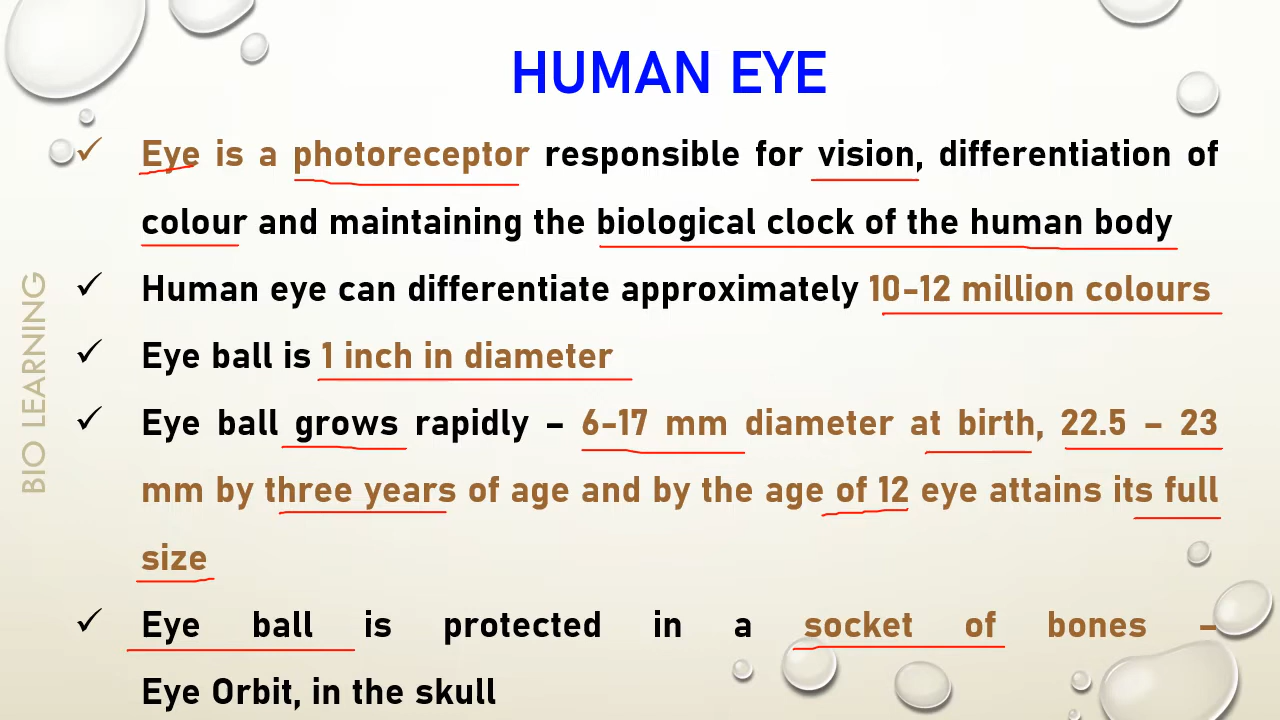 HUMAN EYE
✓ Eye is a photoreceptor responsible for vision, differentiation of
colour and maintaining the biological clock of the human body
✓ Human eye can differentiate approximately 10-12 million colours
✓ Eye ball is 1 inch in diameter
✓ Eye ball grows rapidly – 6-17 mm diameter at birth, 22.5 – 23
mm by three years of age and by the age of 12 eye attains its full
size
✓ Eye ball is protected in a socket of bones –
Eye Orbit, in the skull
BIO LEARNING